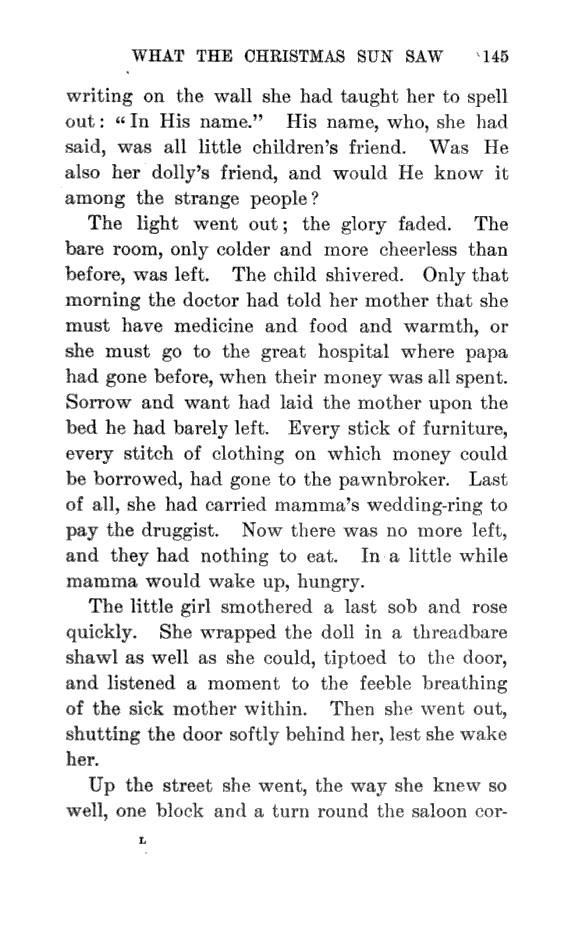 WHAT THE CHRISTMAS SUN SAW 145
writing on the wall she had taught her to spell
out: “In His name.” His name, who, she had
said, was all little children’s friend. Was He
also her dolly’s friend, and would He know it
among the strange people?
The light went out; the glory faded. The
bare room, only colder and more cheerless than
before, was left. The child shivered. Only that
morning the doctor had told her mother that she
must have medicine and food and warmth, or
she must go to the great hospital where papa
had gone before, when their money was all spent.
Sorrow and want had laid the mother upon the
bed he had barely left. Every stick of furniture,
every stitch of clothing on which money could
be borrowed, had gone to the pawnbroker. Last
of all, she had carried mamma’s wedding-ring to
pay the druggist. Now there was no more left,
and they had nothing to eat. In a little while
mamma would wake up, hungry.
The little girl smothered a last sob and rose
quickly. She wrapped the doll in a threadbare
shawl as well as she could, tiptoed to the door,
and listened a moment to the feeble breathing
of the sick mother within. Then she went out,
shutting the door softly behind her, lest she wake
her.
Up the street she went, the way she knew so
well, one block and a turn round the saloon cor-
L